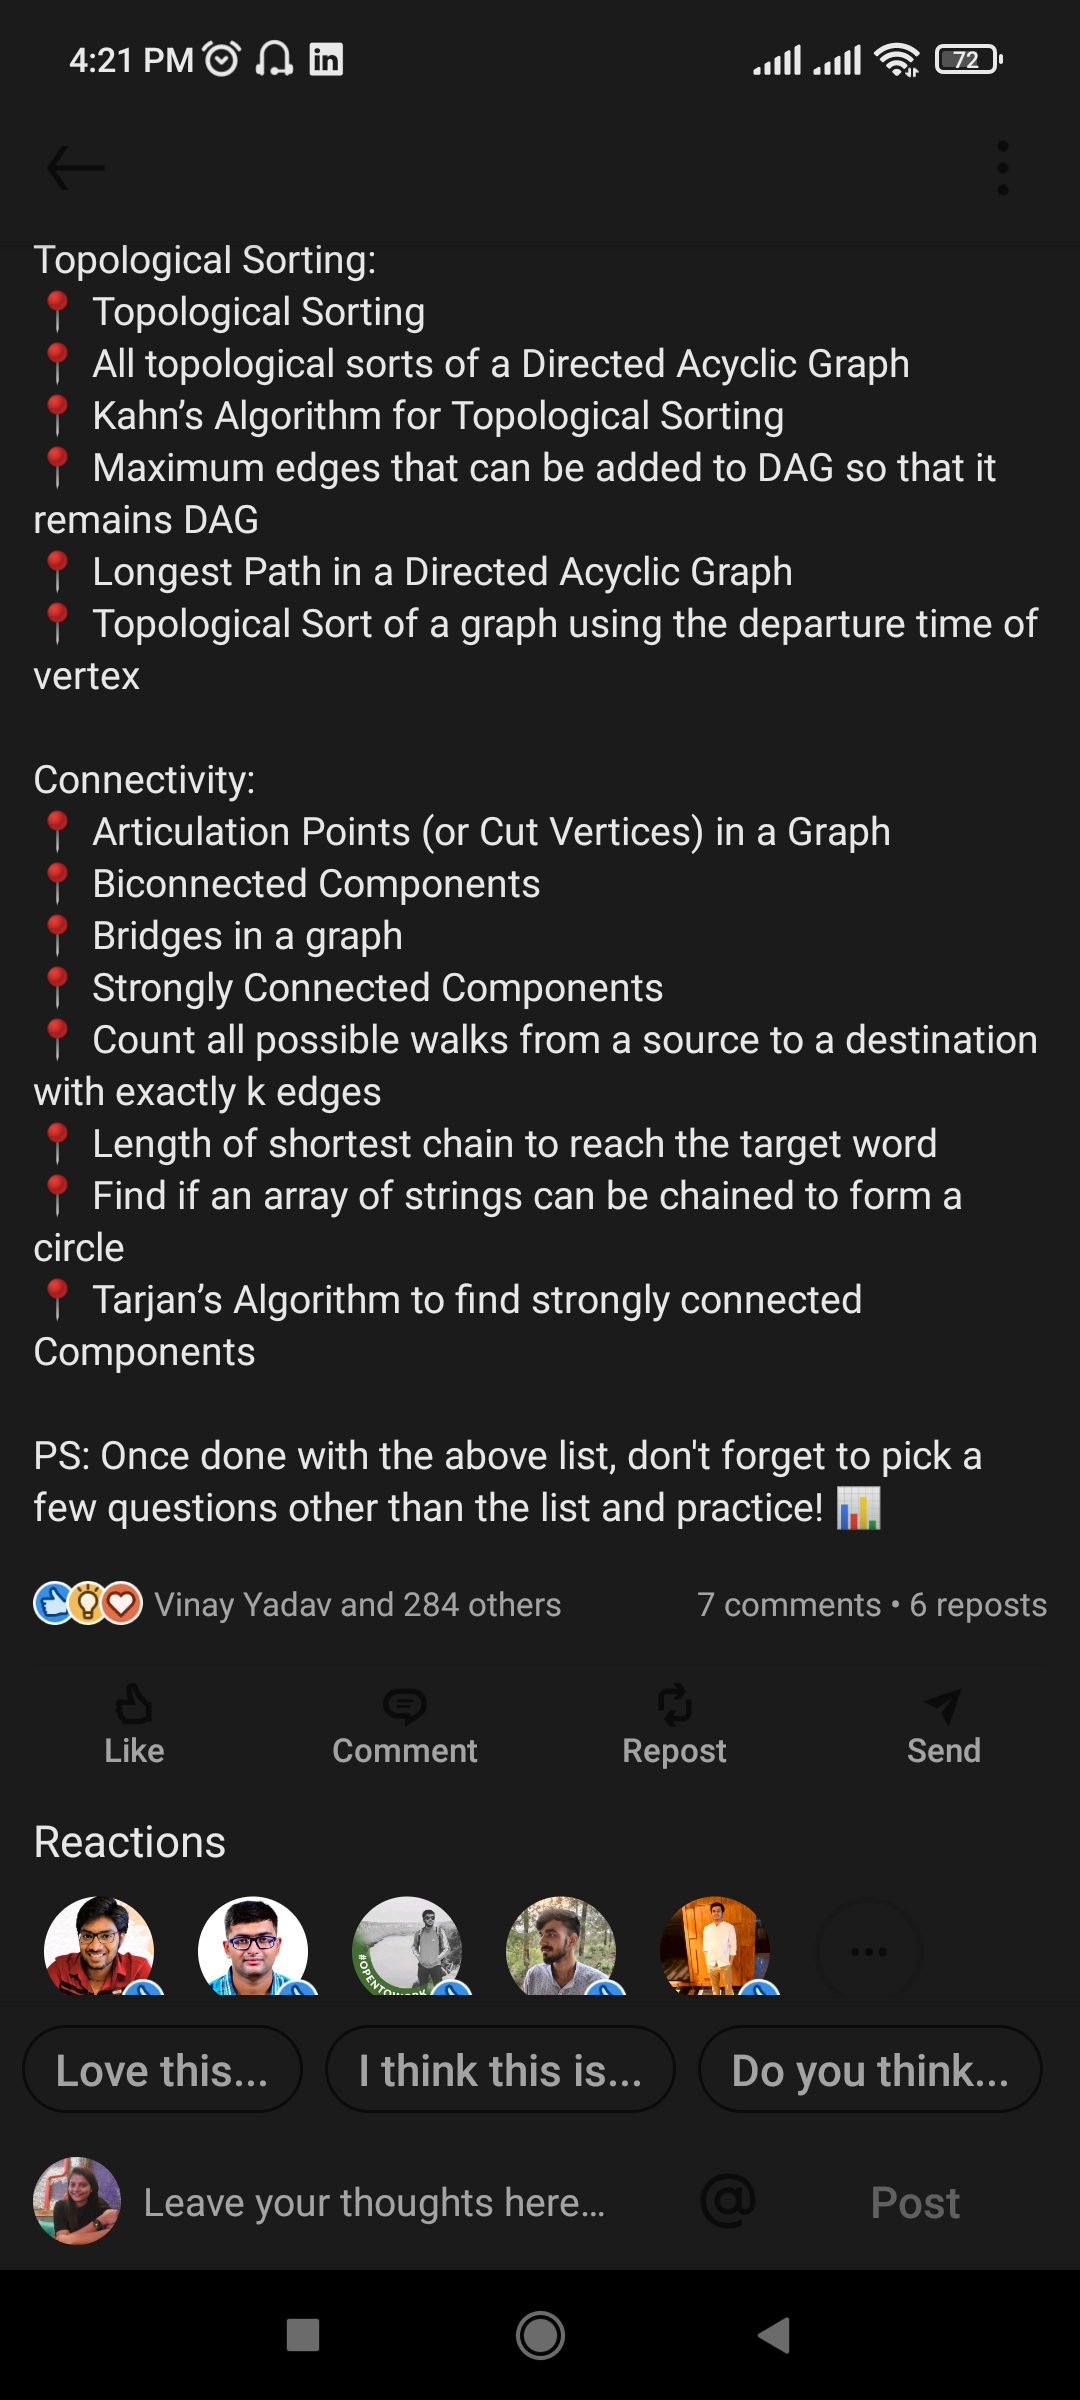 4:21 PM in 72
Topological Sorting:
📍 Topological Sorting
📍 All topological sorts of a Directed Acyclic Graph
📍 Kahn’s Algorithm for Topological Sorting
📍 Maximum edges that can be added to DAG so that it
remains DAG
📍 Longest Path in a Directed Acyclic Graph
📍 Topological Sort of a graph using the departure time of
vertex
Connectivity:
📍 Articulation Points (or Cut Vertices) in a Graph
📍 Biconnected Components
📍 Bridges in a graph
📍 Strongly Connected Components
📍 Count all possible walks from a source to a destination
with exactly k edges
📍 Length of shortest chain to reach the target word
📍 Find if an array of strings can be chained to form a
circle
📍 Tarjan’s Algorithm to find strongly connected
Components
PS: Once done with the above list, don't forget to pick a
few questions other than the list and practice! 📊
Vinay Yadav and 284 others 7 comments • 6 reposts
Like Comment Repost Send
Reactions
#OPENTOWORK
Love this... I think this is... Do you think...
Leave your thoughts here... @ Post